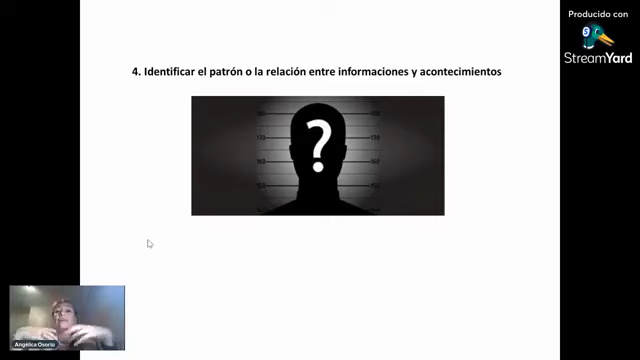 Producido con
StreamYard
4. Identificar el patrón o la relación entre informaciones y acontecimientos
?
Angélica Osorio